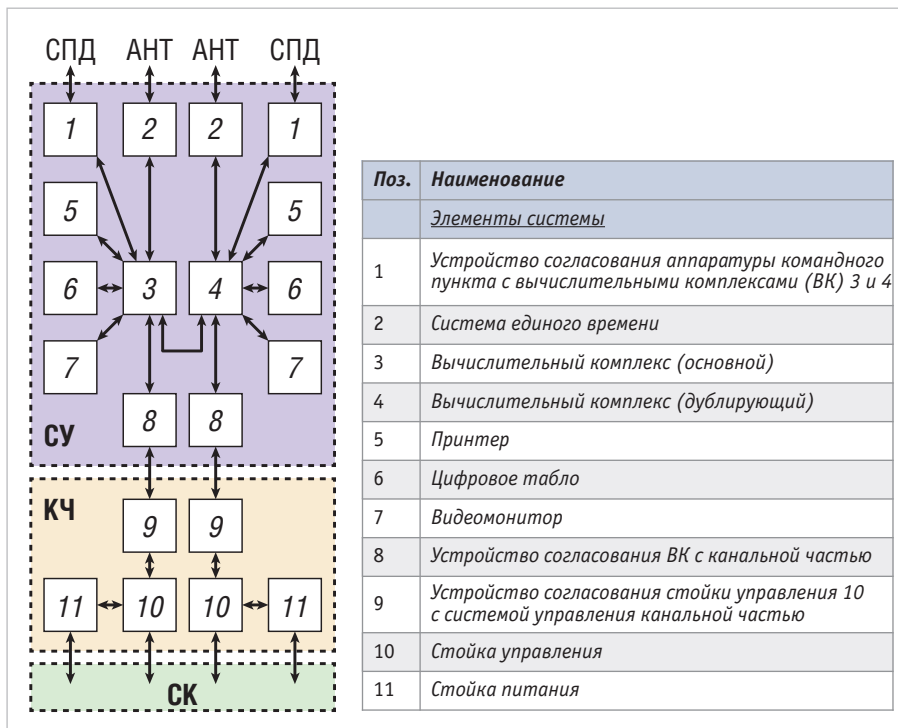 СПД АНТ АНТ СПД
1 2 2 1
5 5
6 3 4 6
7 7
8 8
СУ
КЧ
9 9
11 10 10 11
СК
Поз. Наименование
Элементы системы
1 Устройство согласования аппаратуры командного
пункта с вычислительными комплексами (ВК) 3 и 4
2 Система единого времени
3 Вычислительный комплекс (основной)
4 Вычислительный комплекс (дублирующий)
5 Принтер
6 Цифровое табло
7 Видеомонитор
8 Устройство согласования ВК с канальной частью
9 Устройство согласования стойки управления 10
с системой управления канальной частью
10 Стойка управления
11 Стойка питания